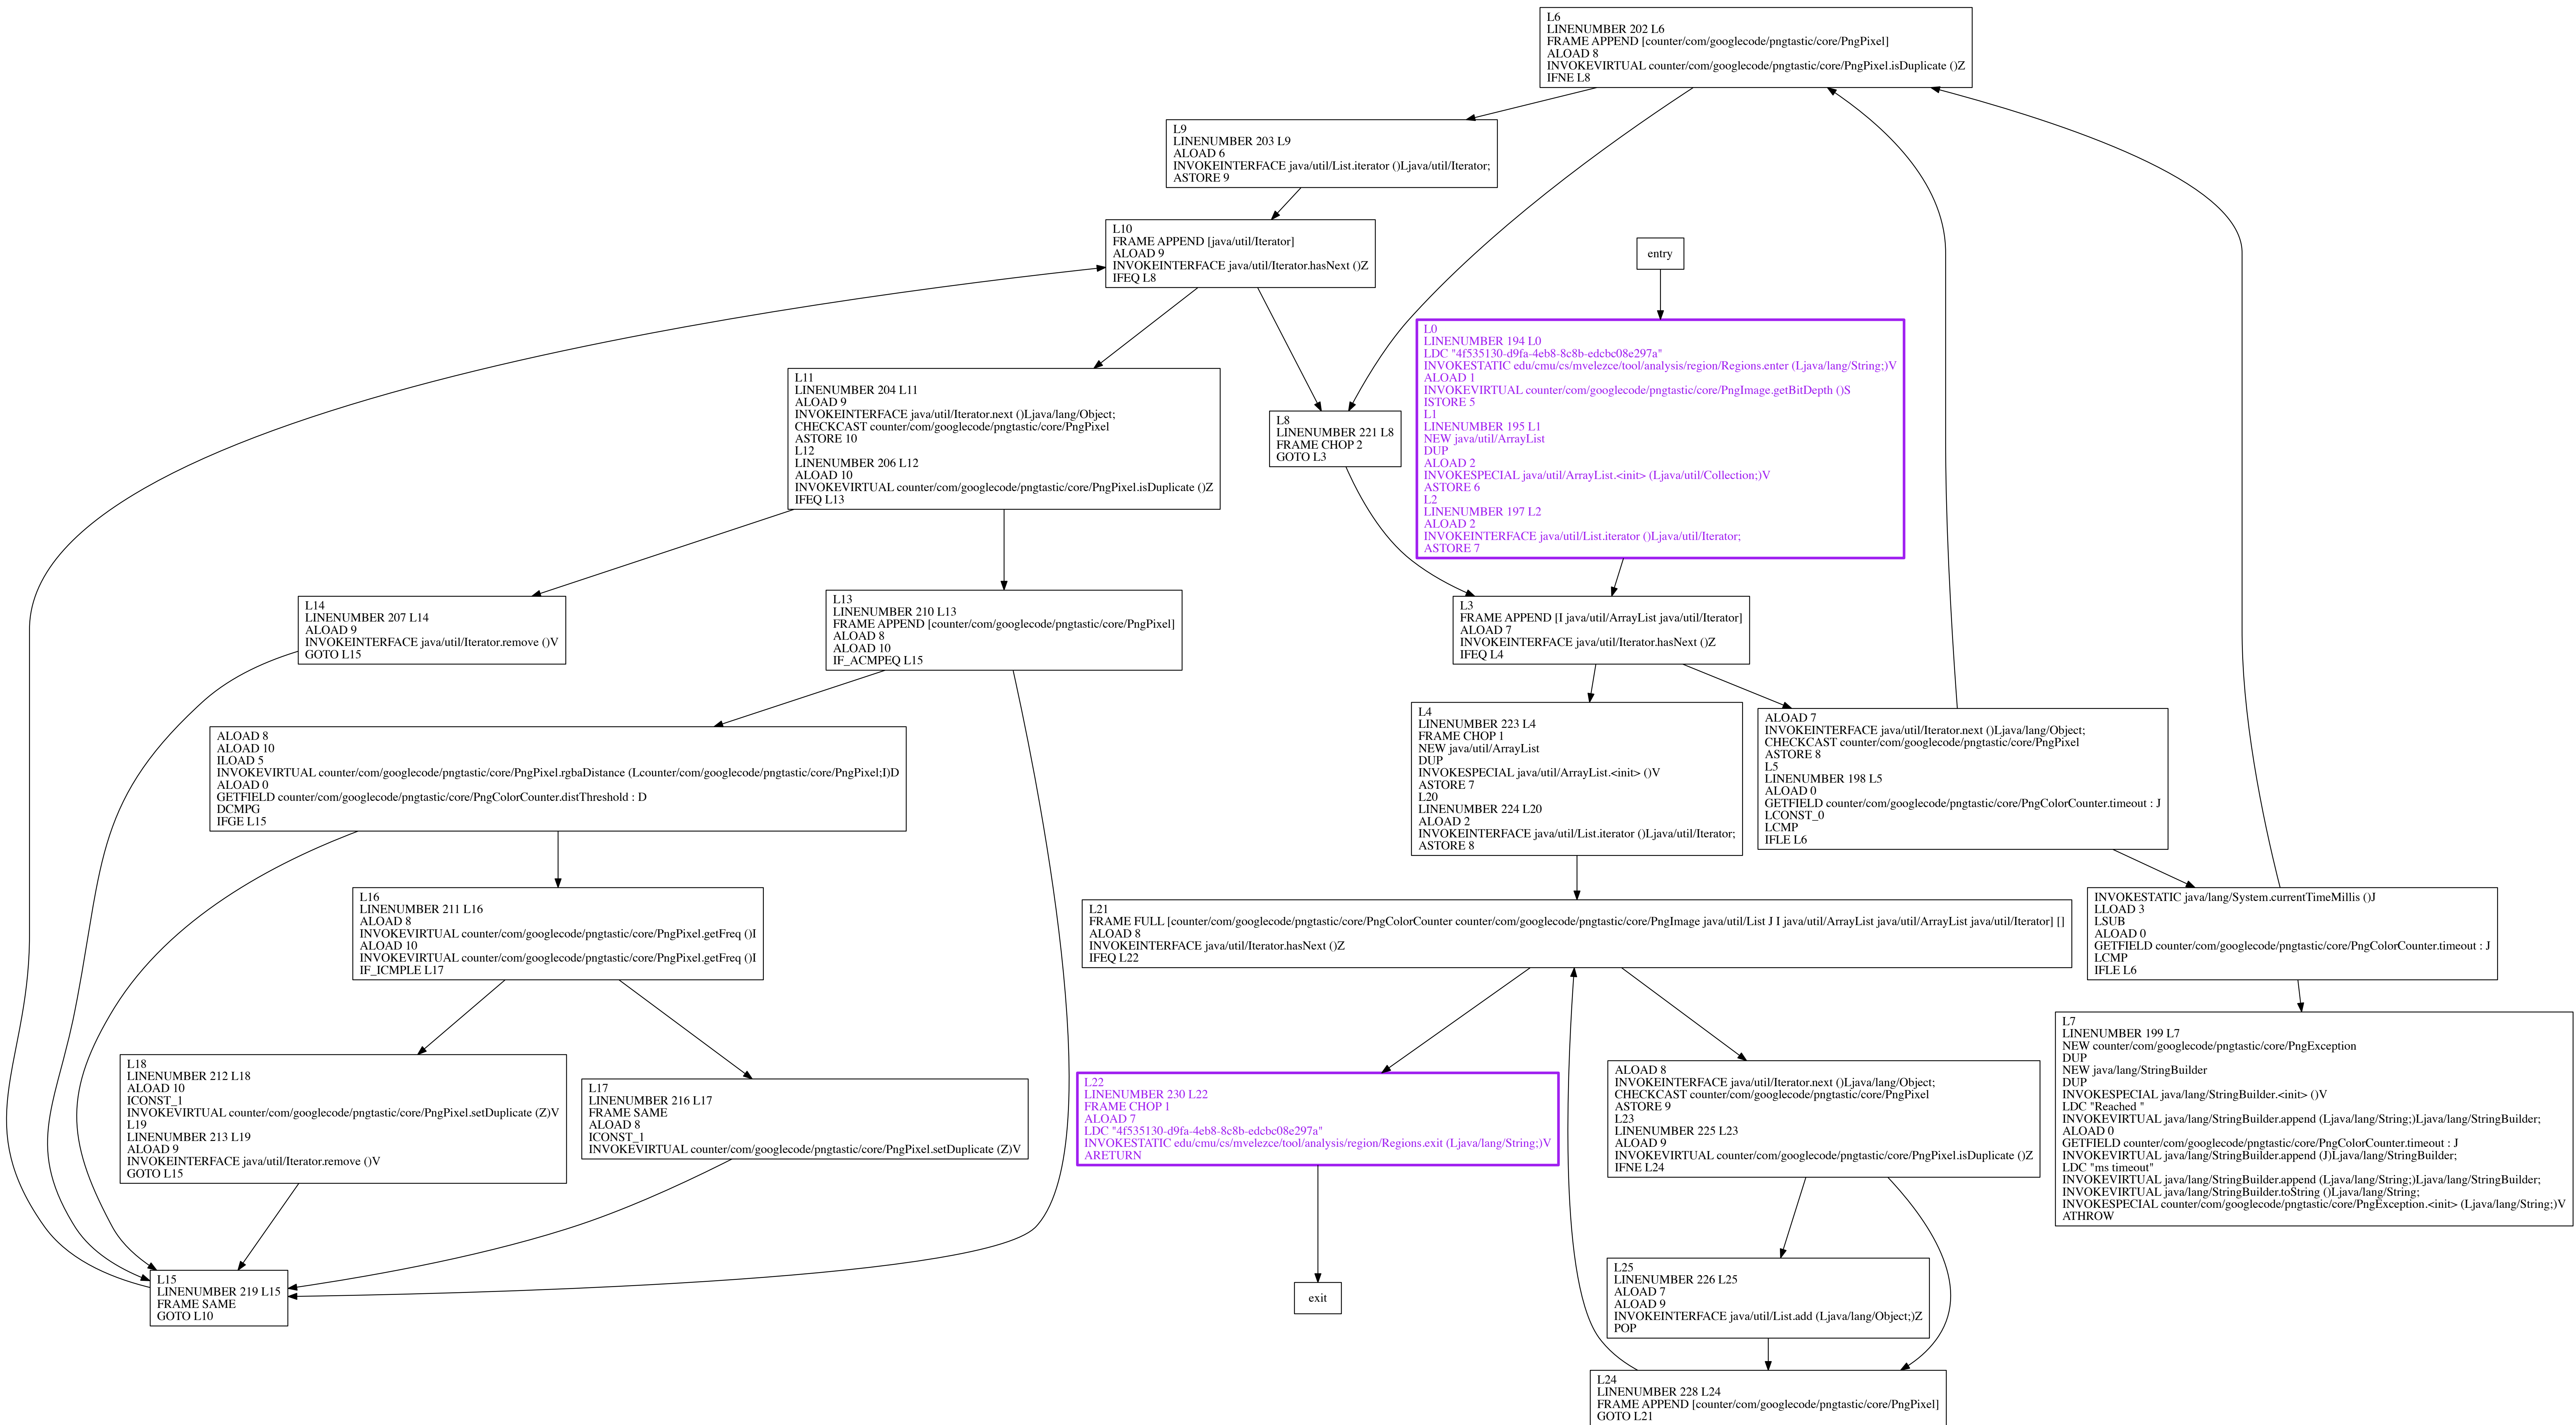 L6
LINENUMBER 202 L6
FRAME APPEND [counter/com/googlecode/pngtastic/core/PngPixel]
ALOAD 8
INVOKEVIRTUAL counter/com/googlecode/pngtastic/core/PngPixel.isDuplicate ()Z
IFNE L8
L9
LINENUMBER 203 L9
ALOAD 6
INVOKEINTERFACE java/util/List.iterator ()Ljava/util/Iterator;
ASTORE 9
L10
FRAME APPEND [java/util/Iterator]
ALOAD 9
INVOKEINTERFACE java/util/Iterator.hasNext ()Z
IFEQ L8
entry
L0
LINENUMBER 194 L0
LDC "4f535130-d9fa-4eb8-8c8b-edcbc08e297a"
INVOKESTATIC edu/cmu/cs/mvelezce/tool/analysis/region/Regions.enter (Ljava/lang/String;)V
ALOAD 1
INVOKEVIRTUAL counter/com/googlecode/pngtastic/core/PngImage.getBitDepth ()S
ISTORE 5
L1
LINENUMBER 195 L1
NEW java/util/ArrayList
DUP
ALOAD 2
INVOKESPECIAL java/util/ArrayList.<init> (Ljava/util/Collection;)V
ASTORE 6
L2
LINENUMBER 197 L2
ALOAD 2
INVOKEINTERFACE java/util/List.iterator ()Ljava/util/Iterator;
ASTORE 7
L11
LINENUMBER 204 L11
ALOAD 9
INVOKEINTERFACE java/util/Iterator.next ()Ljava/lang/Object;
CHECKCAST counter/com/googlecode/pngtastic/core/PngPixel
ASTORE 10
L12
LINENUMBER 206 L12
ALOAD 10
INVOKEVIRTUAL counter/com/googlecode/pngtastic/core/PngPixel.isDuplicate ()Z
IFEQ L13
L8
LINENUMBER 221 L8
FRAME CHOP 2
GOTO L3
L14
LINENUMBER 207 L14
ALOAD 9
INVOKEINTERFACE java/util/Iterator.remove ()V
GOTO L15
L13
LINENUMBER 210 L13
FRAME APPEND [counter/com/googlecode/pngtastic/core/PngPixel]
ALOAD 8
ALOAD 10
IF_ACMPEQ L15
L3
FRAME APPEND [I java/util/ArrayList java/util/Iterator]
ALOAD 7
INVOKEINTERFACE java/util/Iterator.hasNext ()Z
IFEQ L4
ALOAD 8
ALOAD 10
ILOAD 5
INVOKEVIRTUAL counter/com/googlecode/pngtastic/core/PngPixel.rgbaDistance (Lcounter/com/googlecode/pngtastic/core/PngPixel;I)D
ALOAD 0
GETFIELD counter/com/googlecode/pngtastic/core/PngColorCounter.distThreshold : D
DCMPG
IFGE L15
L4
LINENUMBER 223 L4
FRAME CHOP 1
NEW java/util/ArrayList
DUP
INVOKESPECIAL java/util/ArrayList.<init> ()V
ASTORE 7
L20
LINENUMBER 224 L20
ALOAD 2
INVOKEINTERFACE java/util/List.iterator ()Ljava/util/Iterator;
ASTORE 8
ALOAD 7
INVOKEINTERFACE java/util/Iterator.next ()Ljava/lang/Object;
CHECKCAST counter/com/googlecode/pngtastic/core/PngPixel
ASTORE 8
L5
LINENUMBER 198 L5
ALOAD 0
GETFIELD counter/com/googlecode/pngtastic/core/PngColorCounter.timeout : J
LCONST_0
LCMP
IFLE L6
L16
LINENUMBER 211 L16
ALOAD 8
INVOKEVIRTUAL counter/com/googlecode/pngtastic/core/PngPixel.getFreq ()I
ALOAD 10
INVOKEVIRTUAL counter/com/googlecode/pngtastic/core/PngPixel.getFreq ()I
IF_ICMPLE L17
L21
FRAME FULL [counter/com/googlecode/pngtastic/core/PngColorCounter counter/com/googlecode/pngtastic/core/PngImage java/util/List J I java/util/ArrayList java/util/ArrayList java/util/Iterator] []
ALOAD 8
INVOKEINTERFACE java/util/Iterator.hasNext ()Z
IFEQ L22
INVOKESTATIC java/lang/System.currentTimeMillis ()J
LLOAD 3
LSUB
ALOAD 0
GETFIELD counter/com/googlecode/pngtastic/core/PngColorCounter.timeout : J
LCMP
IFLE L6
L18
LINENUMBER 212 L18
ALOAD 10
ICONST_1
INVOKEVIRTUAL counter/com/googlecode/pngtastic/core/PngPixel.setDuplicate (Z)V
L19
LINENUMBER 213 L19
ALOAD 9
INVOKEINTERFACE java/util/Iterator.remove ()V
GOTO L15
L17
LINENUMBER 216 L17
FRAME SAME
ALOAD 8
ICONST_1
INVOKEVIRTUAL counter/com/googlecode/pngtastic/core/PngPixel.setDuplicate (Z)V
L22
LINENUMBER 230 L22
FRAME CHOP 1
ALOAD 7
LDC "4f535130-d9fa-4eb8-8c8b-edcbc08e297a"
INVOKESTATIC edu/cmu/cs/mvelezce/tool/analysis/region/Regions.exit (Ljava/lang/String;)V
ARETURN
ALOAD 8
INVOKEINTERFACE java/util/Iterator.next ()Ljava/lang/Object;
CHECKCAST counter/com/googlecode/pngtastic/core/PngPixel
ASTORE 9
L23
LINENUMBER 225 L23
ALOAD 9
INVOKEVIRTUAL counter/com/googlecode/pngtastic/core/PngPixel.isDuplicate ()Z
IFNE L24
L7
LINENUMBER 199 L7
NEW counter/com/googlecode/pngtastic/core/PngException
DUP
NEW java/lang/StringBuilder
DUP
INVOKESPECIAL java/lang/StringBuilder.<init> ()V
LDC "Reached "
INVOKEVIRTUAL java/lang/StringBuilder.append (Ljava/lang/String;)Ljava/lang/StringBuilder;
ALOAD 0
GETFIELD counter/com/googlecode/pngtastic/core/PngColorCounter.timeout : J
INVOKEVIRTUAL java/lang/StringBuilder.append (J)Ljava/lang/StringBuilder;
LDC "ms timeout"
INVOKEVIRTUAL java/lang/StringBuilder.append (Ljava/lang/String;)Ljava/lang/StringBuilder;
INVOKEVIRTUAL java/lang/StringBuilder.toString ()Ljava/lang/String;
INVOKESPECIAL counter/com/googlecode/pngtastic/core/PngException.<init> (Ljava/lang/String;)V
ATHROW
L15
LINENUMBER 219 L15
FRAME SAME
GOTO L10
exit
L25
LINENUMBER 226 L25
ALOAD 7
ALOAD 9
INVOKEINTERFACE java/util/List.add (Ljava/lang/Object;)Z
POP
L24
LINENUMBER 228 L24
FRAME APPEND [counter/com/googlecode/pngtastic/core/PngPixel]
GOTO L21